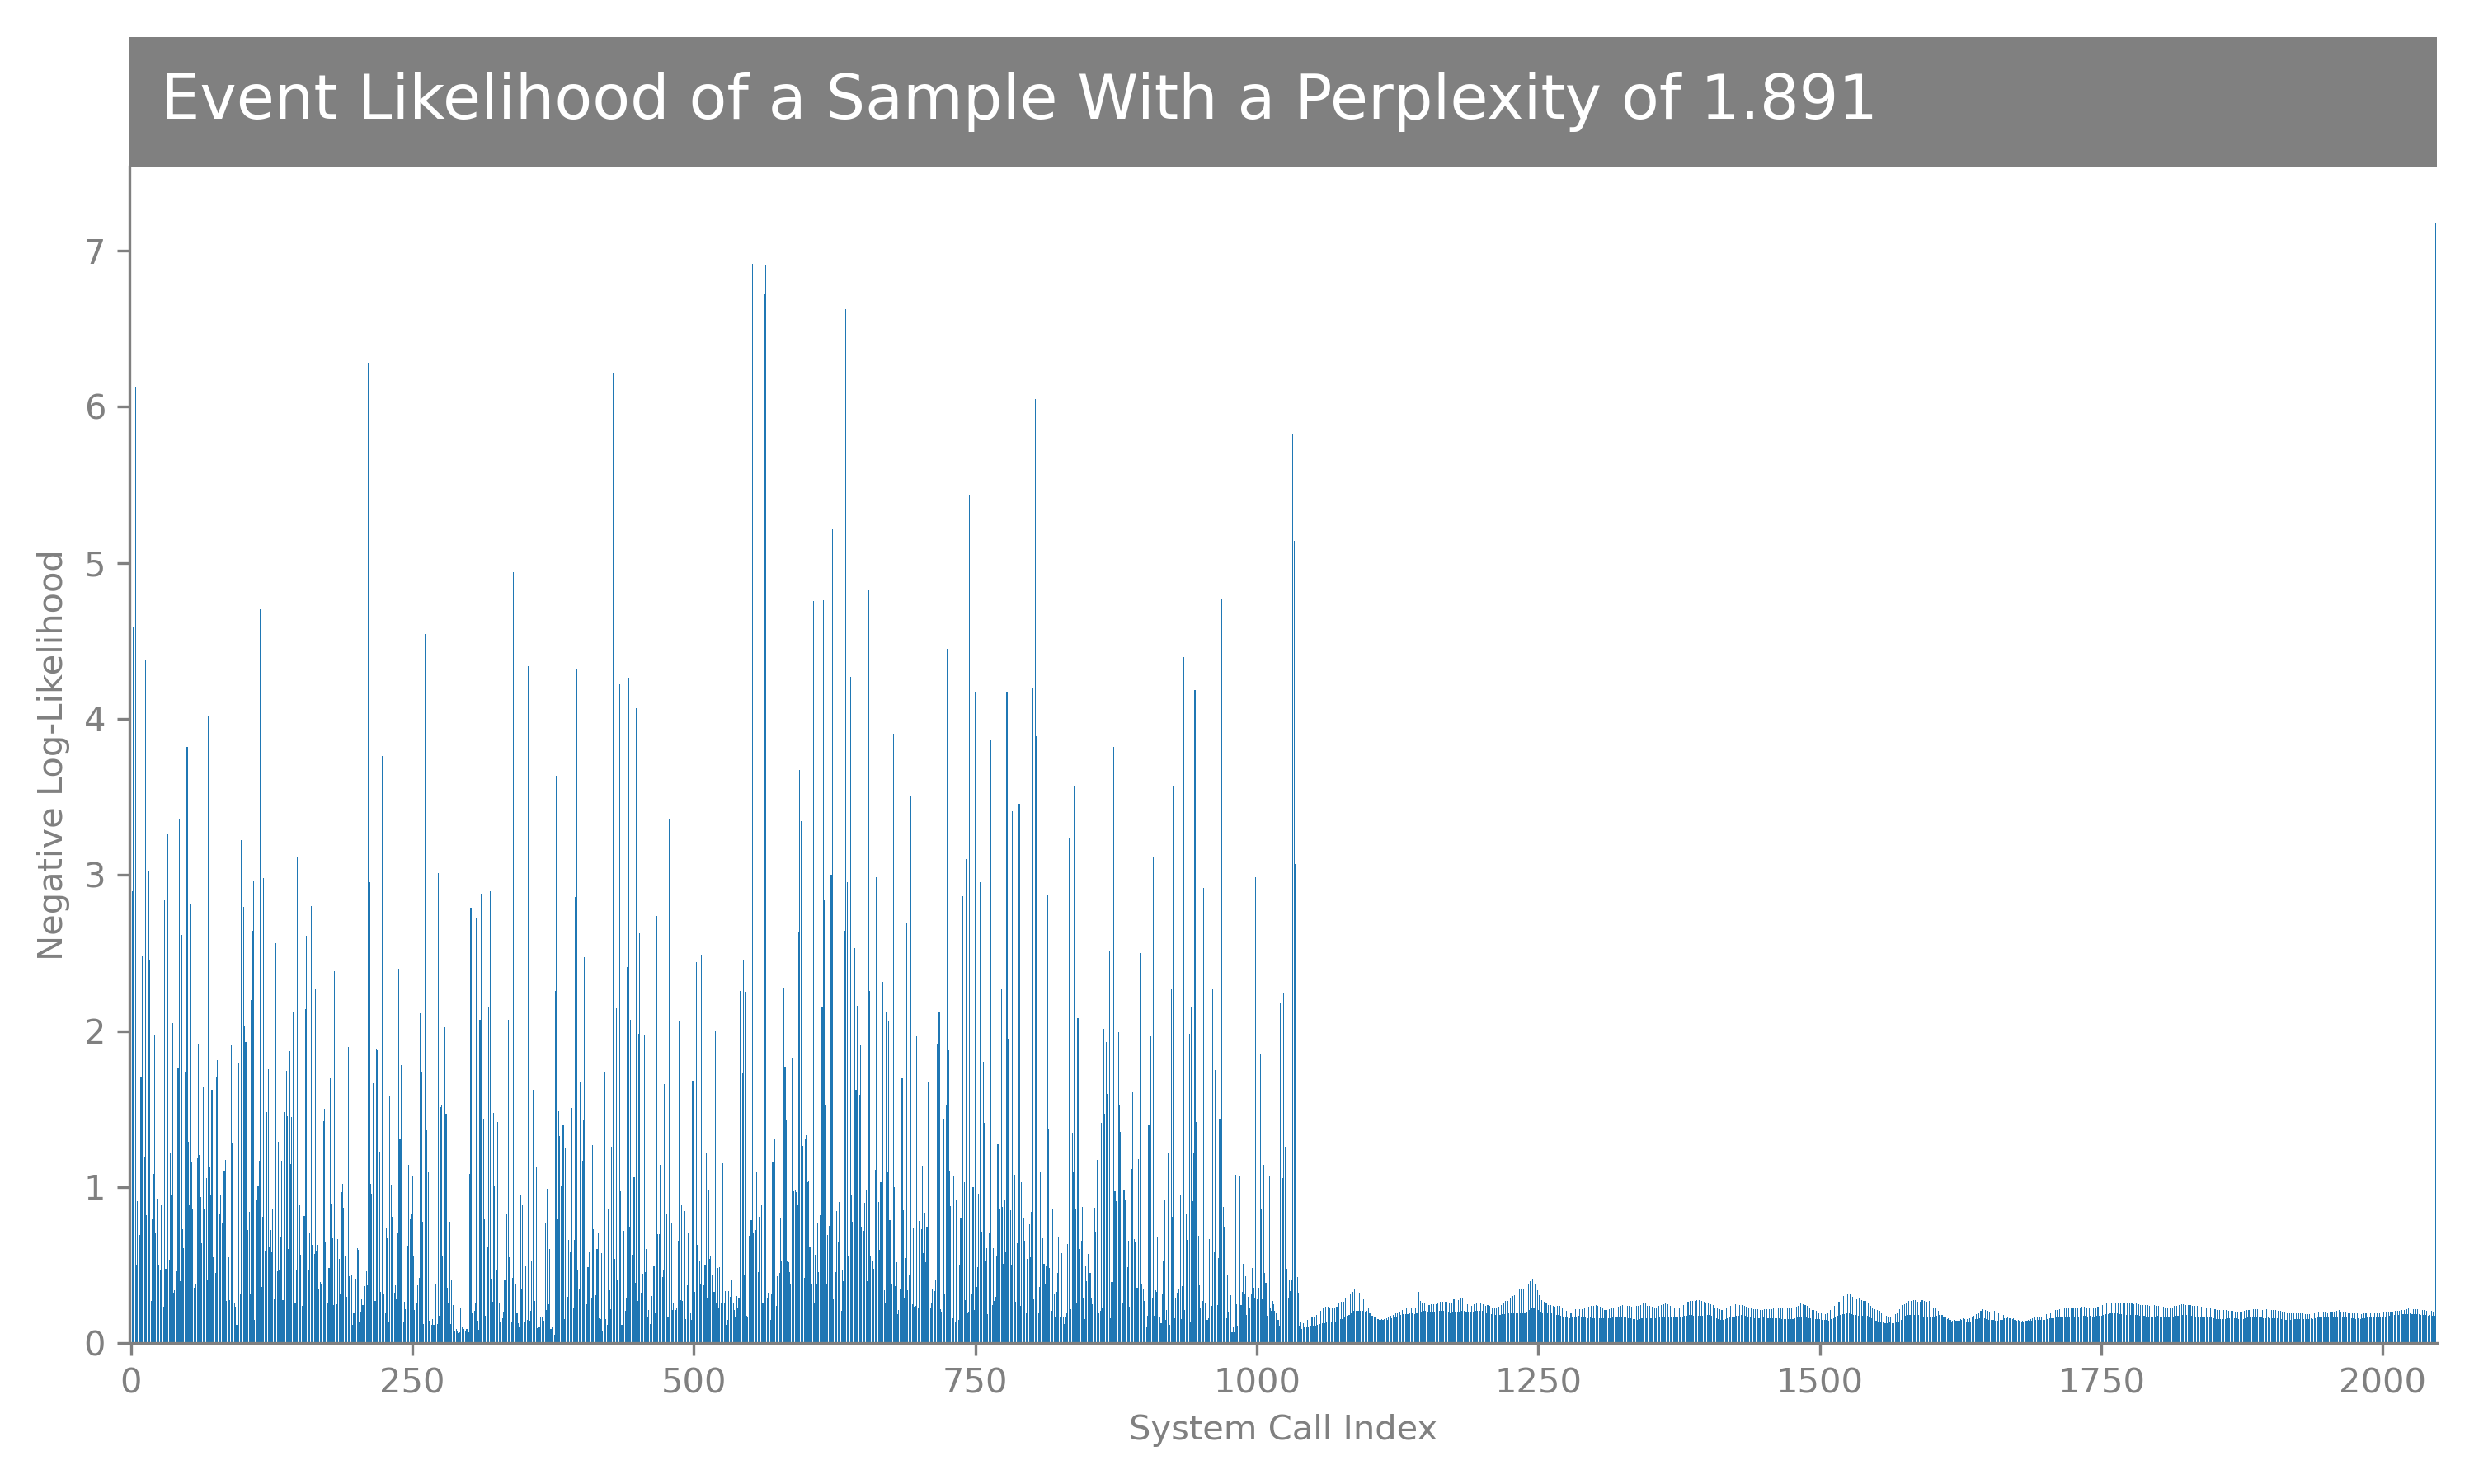 Event Likelihood of a Sample With a Perplexity of 1.891
7
6
5
4
3
2
1
0
Negative Log-Likelihood
0 250 500 750 1000 1250 1500 1750 2000
System Call Index